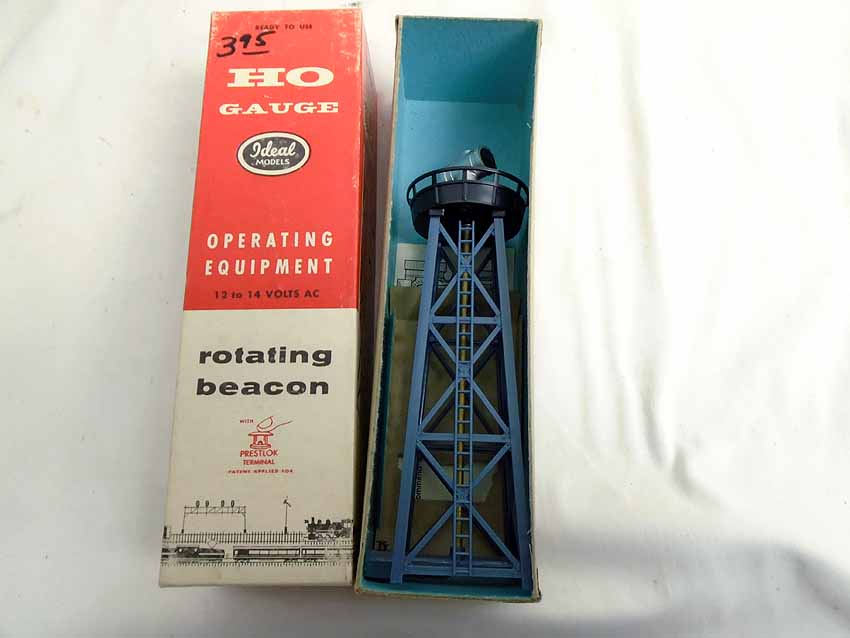 READY TO USE
395
HO
GAUGE
Ideal
MODELS
OPERATING
EQUIPMENT
12 to 14 VOLTS AC
rotating
beacon
WITH
PRESTLOK
TERMINAL
PATENT APPLIED FOR